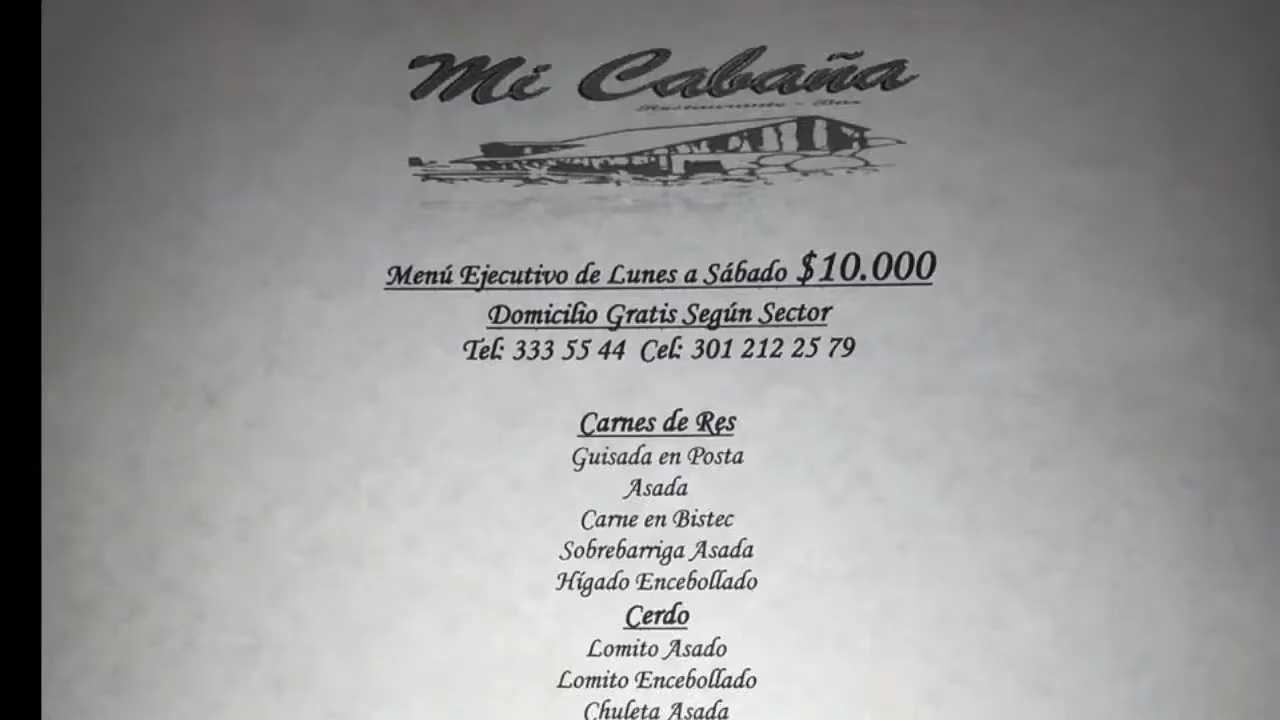 Mi Cabaña
Restaurante - Bar
Menú Ejecutivo de Lunes a Sábado $10.000
Domicilio Gratis Según Sector
Tel: 333 55 44 Cel: 301 212 25 79
Carnes de Res
Guisada en Posta
Asada
Carne en Bistec
Sobrebarriga Asada
Hígado Encebollado
Cerdo
Lomito Asado
Lomito Encebollado
Chuleta Asada